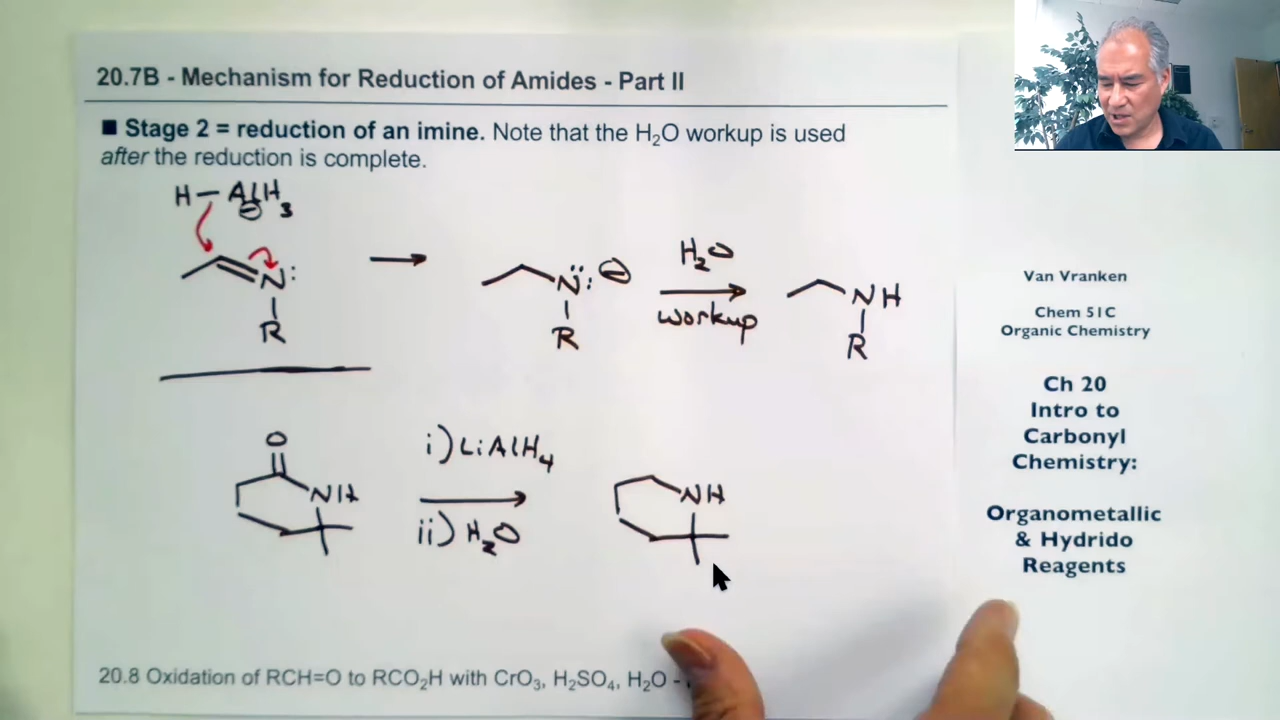 20.7B - Mechanism for Reduction of Amides - Part II
■ Stage 2 = reduction of an imine. Note that the H₂O workup is used
after the reduction is complete.
H — AlH₃
⊖
N:
R
N: ⊖
R
H₂O
workup
NH
R
O
NH
i) LiAlH₄
ii) H₂O
NH
20.8 Oxidation of RCH=O to RCO₂H with CrO₃, H₂SO₄, H₂O -
Van Vranken
Chem 51C
Organic Chemistry
Ch 20
Intro to
Carbonyl
Chemistry:
Organometallic
& Hydrido
Reagents